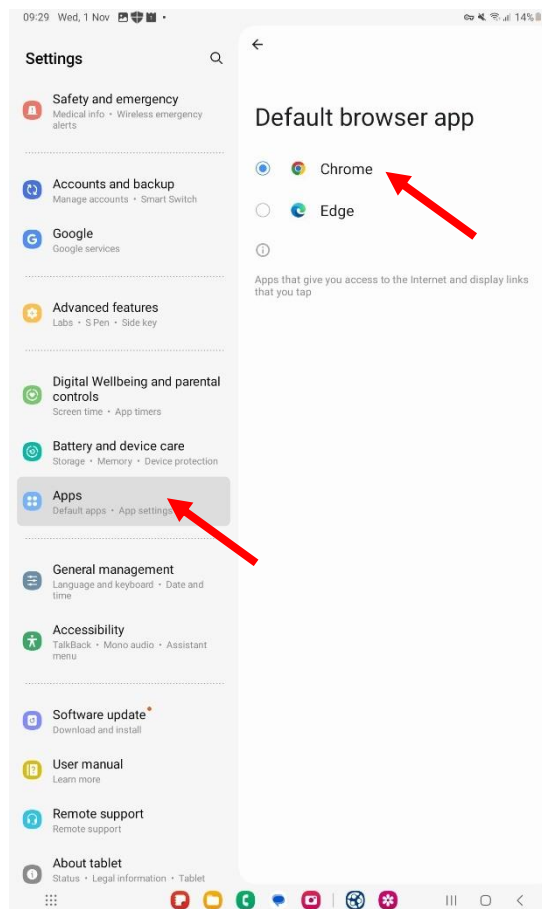 09:29 Wed, 1 Nov
14%
Settings
Safety and emergency
Medical info • Wireless emergency
alerts
Accounts and backup
Manage accounts • Smart Switch
Google
Google services
Advanced features
Labs • S Pen • Side key
Digital Wellbeing and parental
controls
Screen time • App timers
Battery and device care
Storage • Memory • Device protection
Apps
Default apps • App settings
General management
Language and keyboard • Date and
time
Accessibility
TalkBack • Mono audio • Assistant
menu
Software update
Download and install
User manual
Learn more
Remote support
Remote support
About tablet
Status • Legal information • Tablet
Default browser app
Chrome
Edge
Apps that give you access to the Internet and display links
that you tap